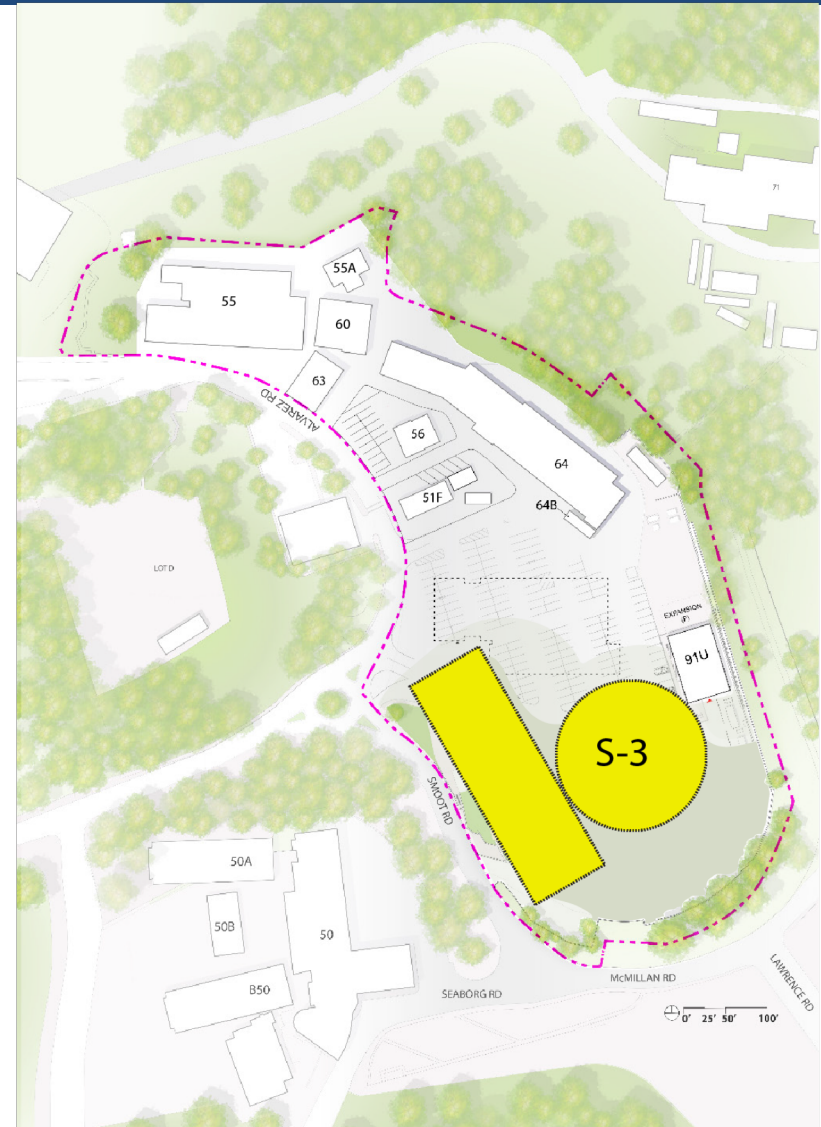 71
55A
55
60
63
ALVAREZ RD
56
64
51F
64B
LOT D
EXPANSION
(F)
91U
S-3
SMOOT RD
50A
50B
50
B50
SEABORG RD
McMILLAN RD
LAWRENCE RD
0' 25' 50' 100'